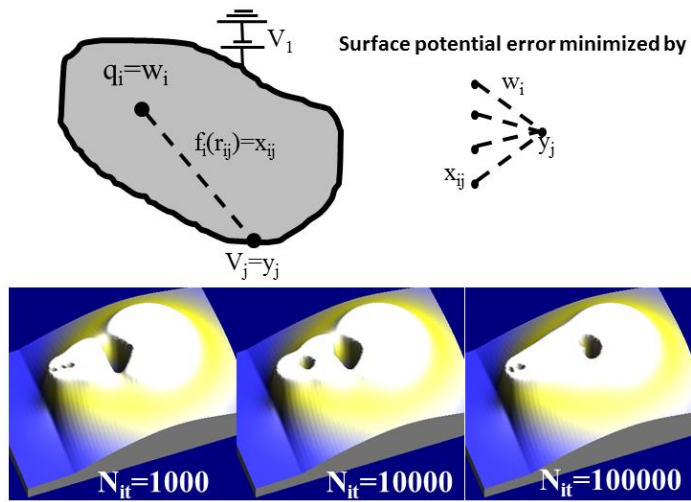 V₁
Surface potential error minimized by
qᵢ=wᵢ
wᵢ
fᵢ(rᵢⱼ)=xᵢⱼ
yⱼ
xᵢⱼ
Vⱼ=yⱼ
Nᵢₜ=1000
Nᵢₜ=10000
Nᵢₜ=100000